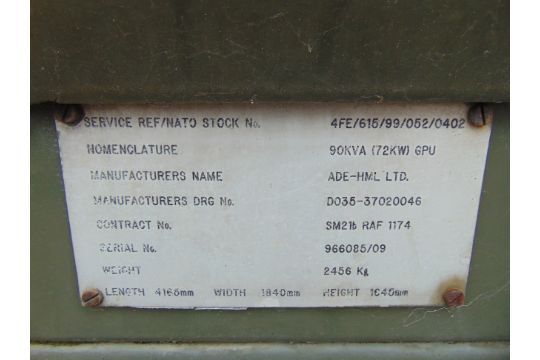 SERVICE REF/NATO STOCK No. 4FE/615/99/052/0402
NOMENCLATURE 90KVA (72KW) GPU
MANUFACTURERS NAME ADE-HML LTD.
MANUFACTURERS DRG No. D035-37020046
CONTRACT No. SM21b RAF 1174
SERIAL No. 966085/09
WEIGHT 2456 Kg
LENGTH 4165mm WIDTH 1840mm HEIGHT 1645mm